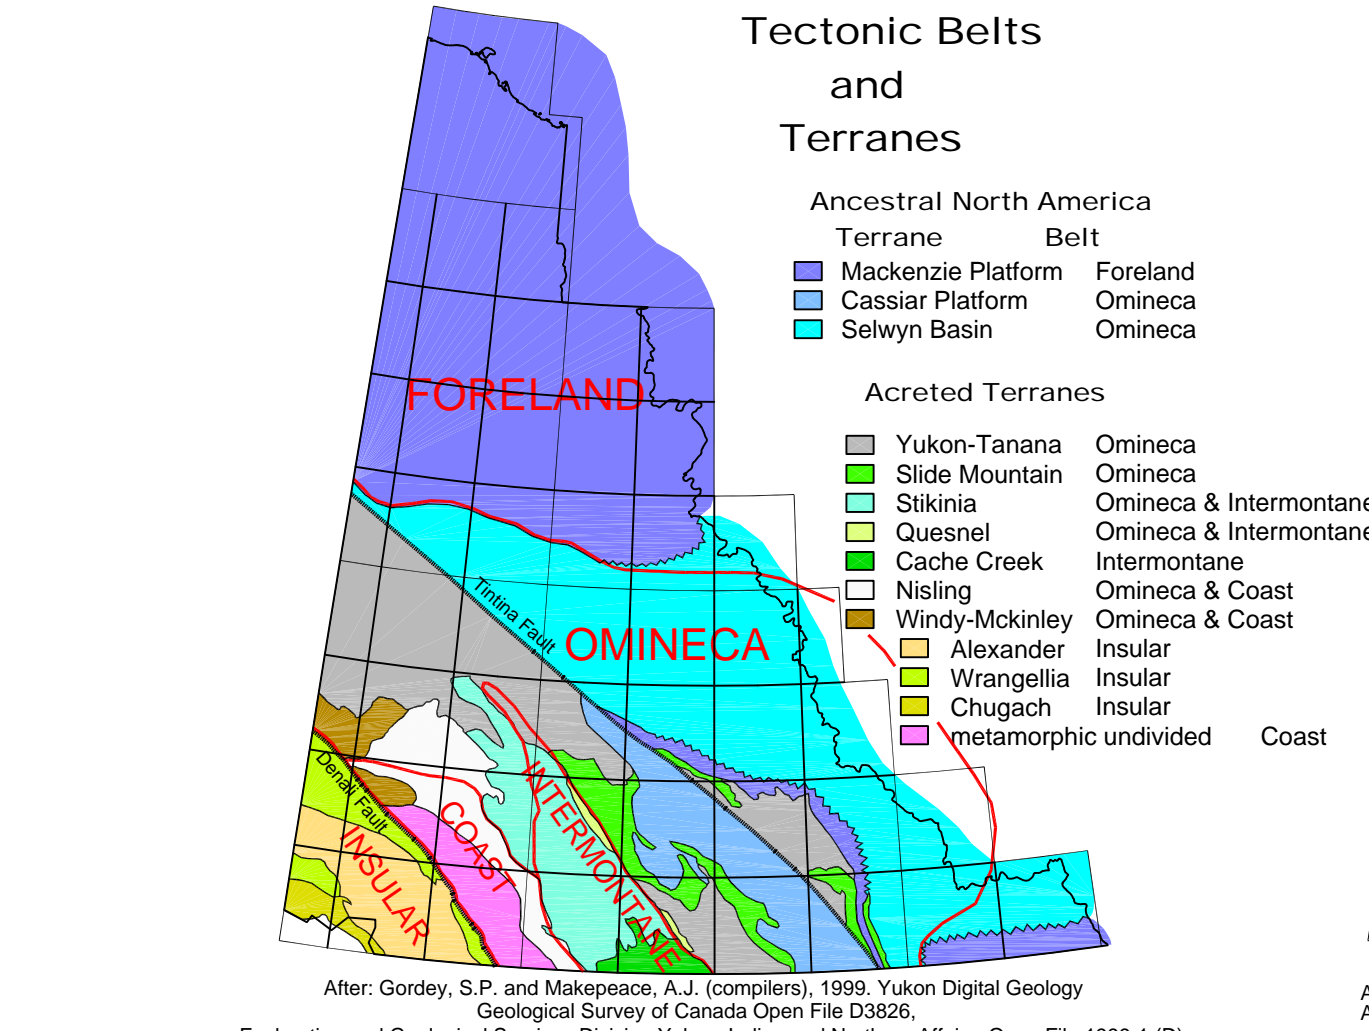 Tectonic Belts
and
Terranes
Ancestral North America
Terrane Belt
Mackenzie Platform Foreland
Cassiar Platform Omineca
Selwyn Basin Omineca
Acreted Terranes
Yukon-Tanana Omineca
Slide Mountain Omineca
Stikinia Omineca & Intermontane
Quesnel Omineca & Intermontane
Cache Creek Intermontane
Nisling Omineca & Coast
Windy-Mckinley Omineca & Coast
Alexander Insular
Wrangellia Insular
Chugach Insular
metamorphic undivided Coast
FORELAND
Tintina Fault
OMINECA
Denali Fault
INTERMONTANE
COAST
INSULAR
After: Gordey, S.P. and Makepeace, A.J. (compilers), 1999. Yukon Digital Geology
Geological Survey of Canada Open File D3826,